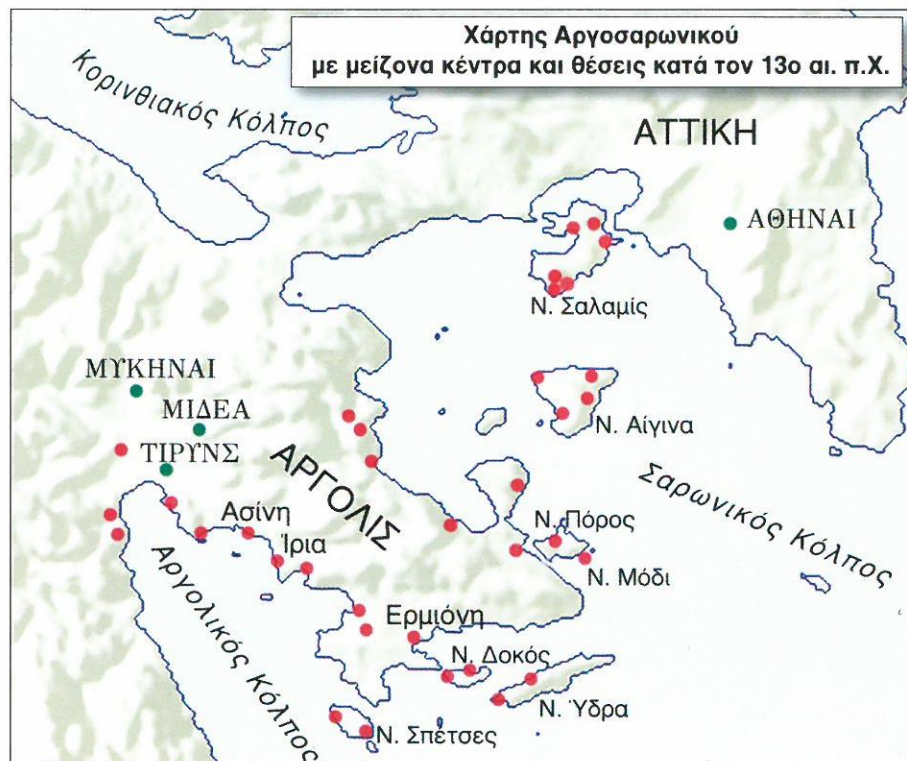 Χάρτης Αργοσαρωνικού
με μείζονα κέντρα και θέσεις κατά τον 13ο αι. π.Χ.
Κορινθιακός Κόλπος
ΑΤΤΙΚΗ
ΑΘΗΝΑΙ
Ν. Σαλαμίς
ΜΥΚΗΝΑΙ
ΜΙΔΕΑ
ΤΙΡΥΝΣ
Ν. Αίγινα
ΑΡΓΟΛΙΣ
Σαρωνικός Κόλπος
Ασίνη
Ν. Πόρος
Ίρια
Ν. Μόδι
Αργολικός Κόλπος
Ερμιόνη
Ν. Δοκός
Ν. Ύδρα
Ν. Σπέτσες